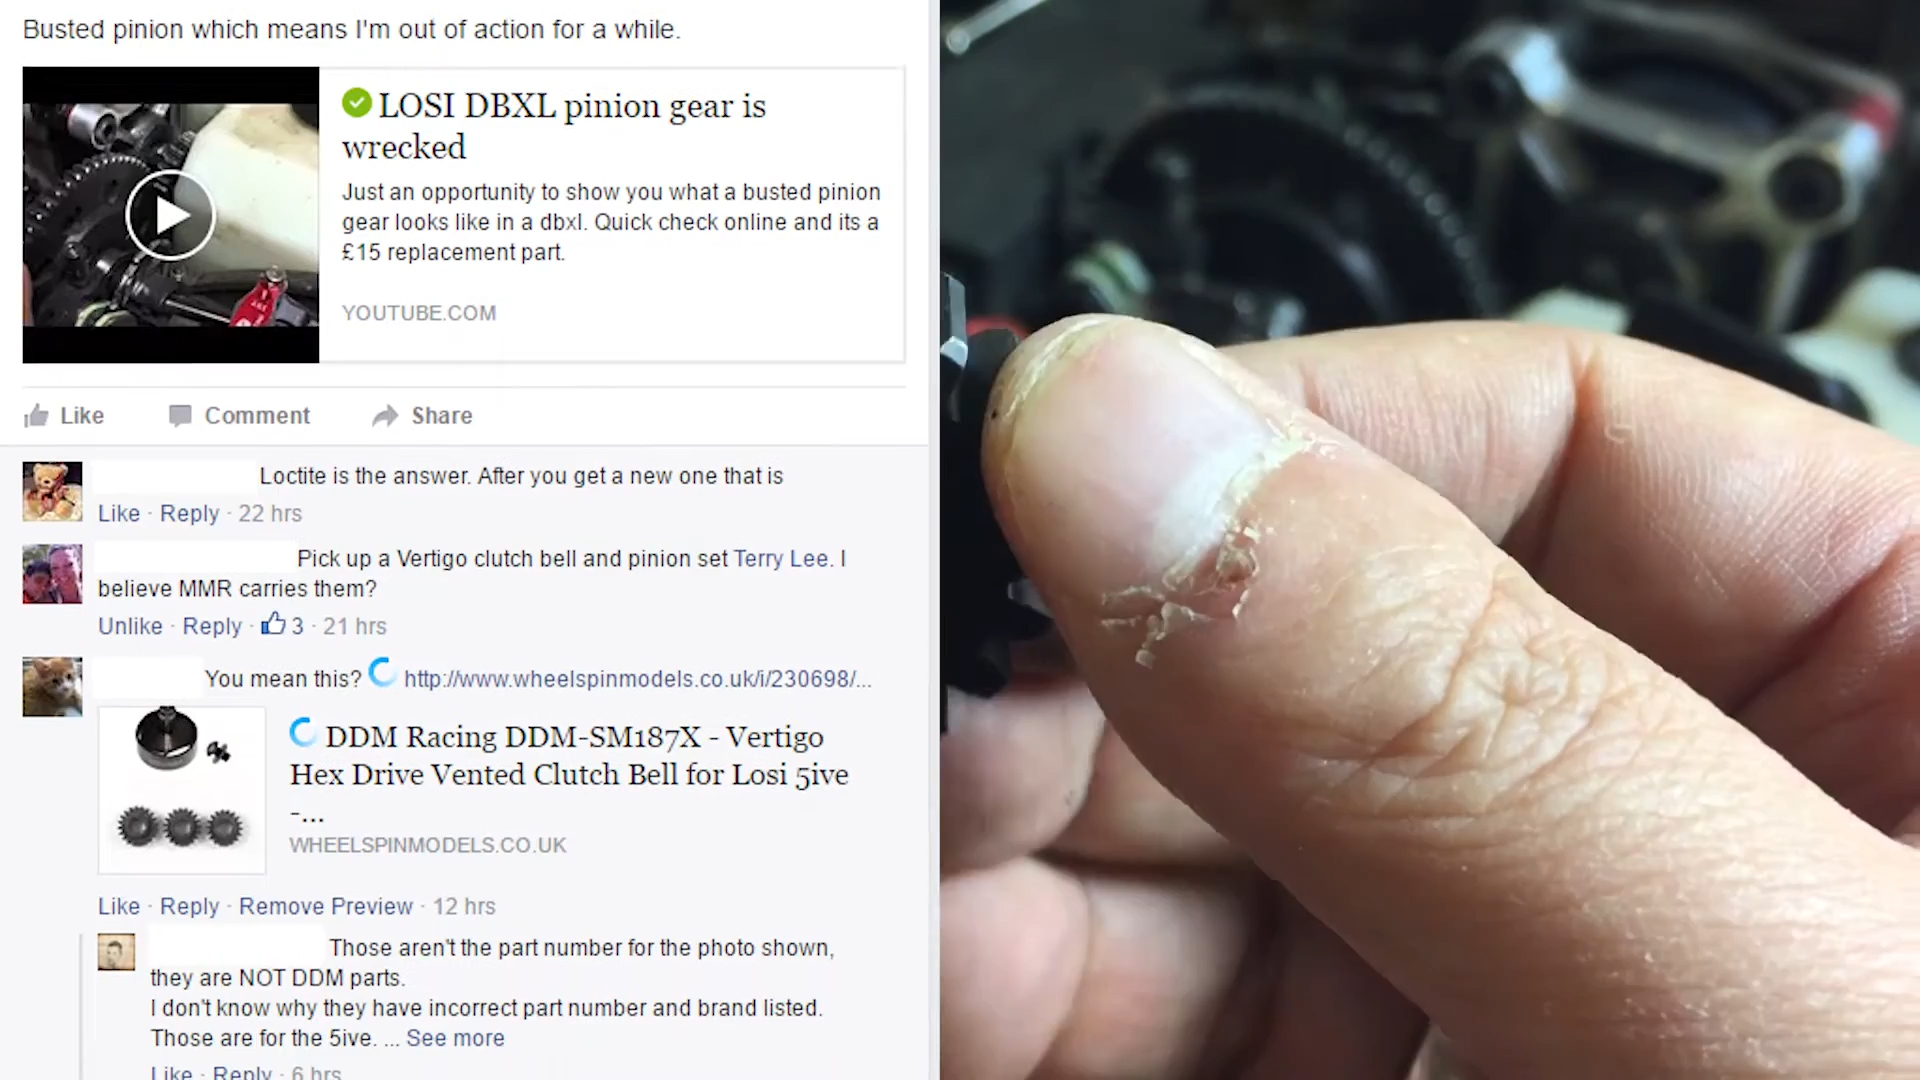 Busted pinion which means I'm out of action for a while.
LOSI DBXL pinion gear is
wrecked
Just an opportunity to show you what a busted pinion
gear looks like in a dbxl. Quick check online and its a
£15 replacement part.
YOUTUBE.COM
Like Comment Share
Loctite is the answer. After you get a new one that is
Like · Reply · 22 hrs
Pick up a Vertigo clutch bell and pinion set Terry Lee. I
believe MMR carries them?
Unlike · Reply · 3 · 21 hrs
You mean this? http://www.wheelspinmodels.co.uk/i/230698/...
DDM Racing DDM-SM187X - Vertigo
Hex Drive Vented Clutch Bell for Losi 5ive
-...
WHEELSPINMODELS.CO.UK
Like · Reply · Remove Preview · 12 hrs
Those aren't the part number for the photo shown,
they are NOT DDM parts.
I don't know why they have incorrect part number and brand listed.
Those are for the 5ive. ... See more
Like · Reply · 6 hrs